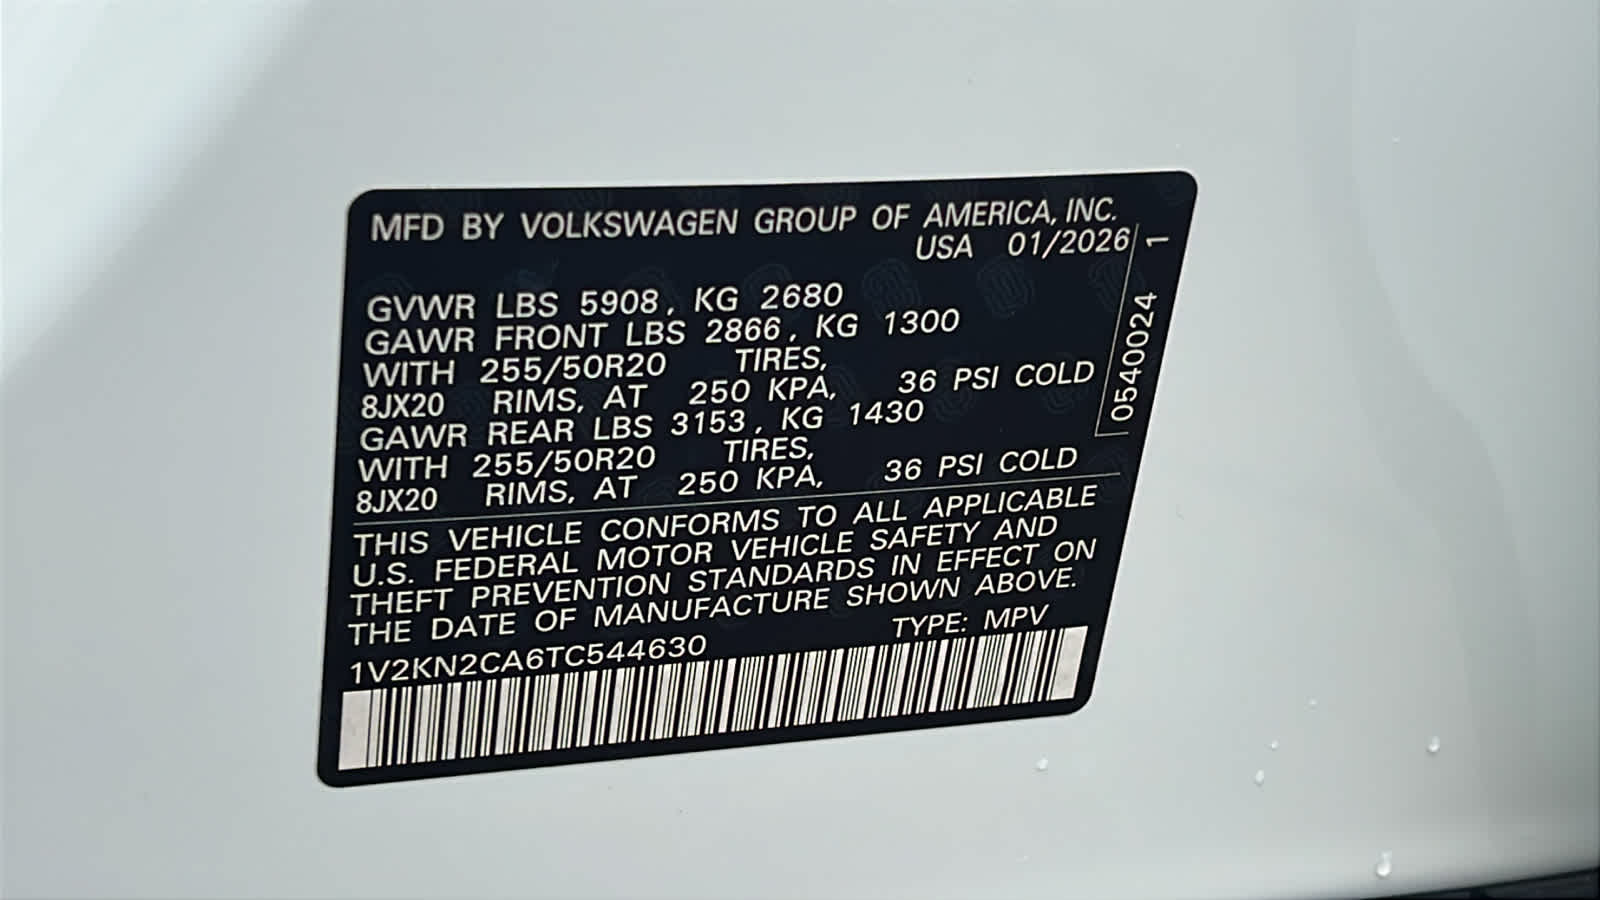 MFD BY VOLKSWAGEN GROUP OF AMERICA, INC.
USA 01/2026
GVWR LBS 5908, KG 2680
GAWR FRONT LBS 2866, KG 1300
WITH 255/50R20 TIRES,
8JX20 RIMS, AT 250 KPA, 36 PSI COLD
GAWR REAR LBS 3153, KG 1430
WITH 255/50R20 TIRES,
8JX20 RIMS, AT 250 KPA, 36 PSI COLD
THIS VEHICLE CONFORMS TO ALL APPLICABLE
U.S. FEDERAL MOTOR VEHICLE SAFETY AND
THEFT PREVENTION STANDARDS IN EFFECT ON
THE DATE OF MANUFACTURE SHOWN ABOVE.
1V2KN2CA6TC544630 TYPE: MPV
0540024 1